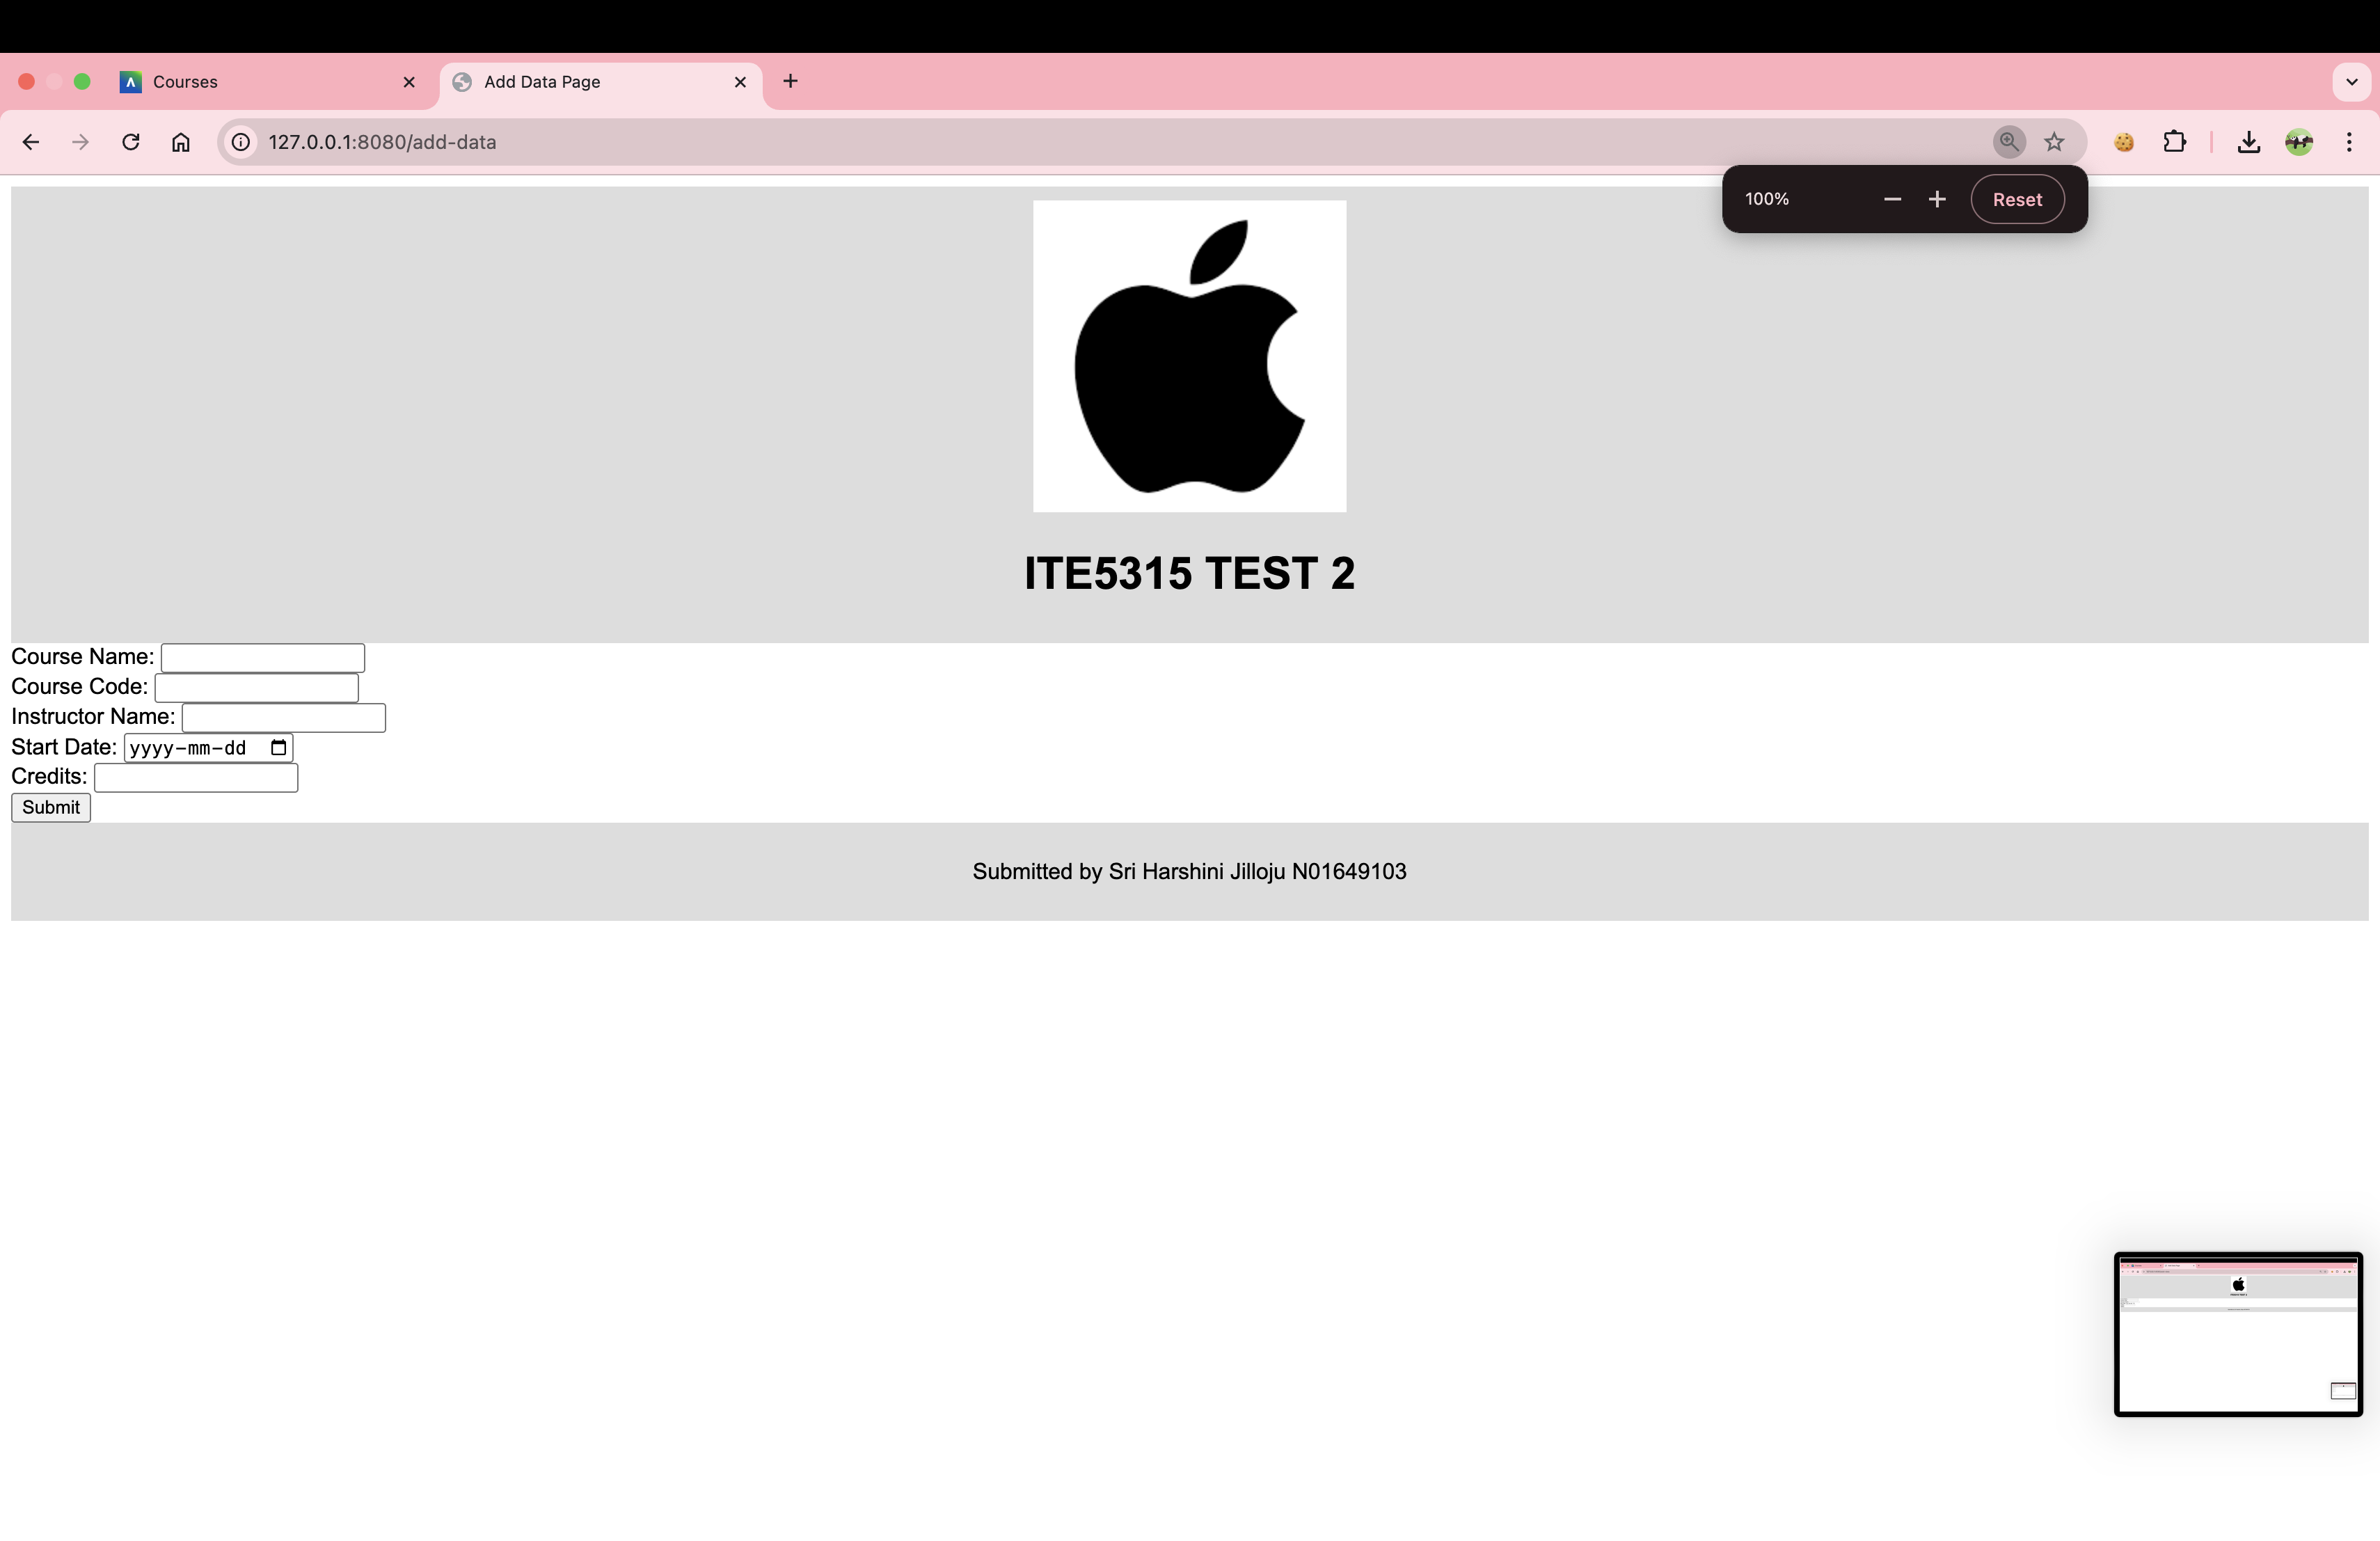 Courses
Add Data Page
127.0.0.1:8080/add-data
100%
Reset
ITE5315 TEST 2
Course Name:
Course Code:
Instructor Name:
Start Date: yyyy-mm-dd
Credits:
Submit
Submitted by Sri Harshini Jilloju N01649103